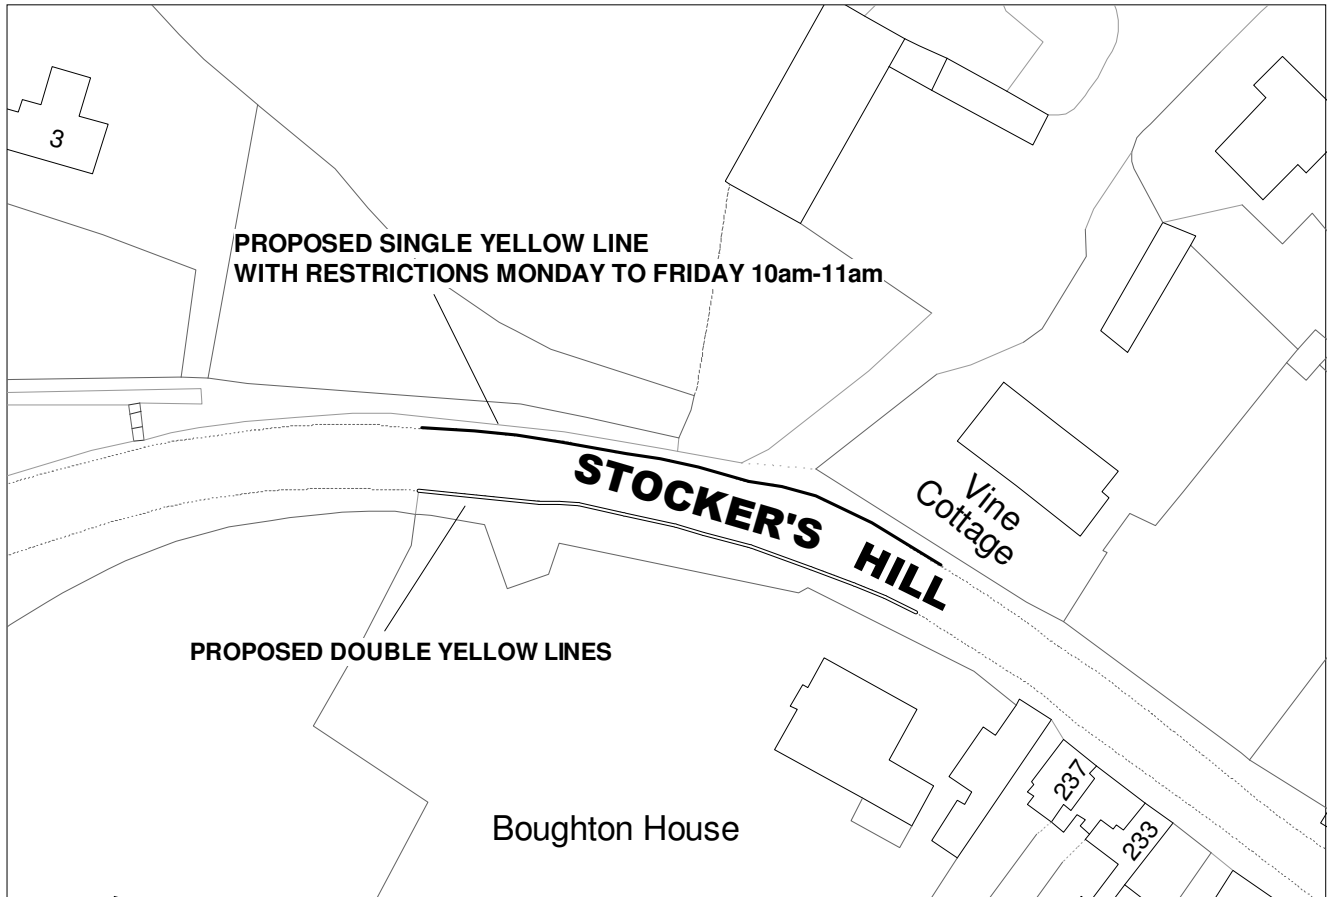 3
PROPOSED SINGLE YELLOW LINE
WITH RESTRICTIONS MONDAY TO FRIDAY 10am-11am
STOCKER'S HILL
Vine
Cottage
PROPOSED DOUBLE YELLOW LINES
237
233
Boughton House